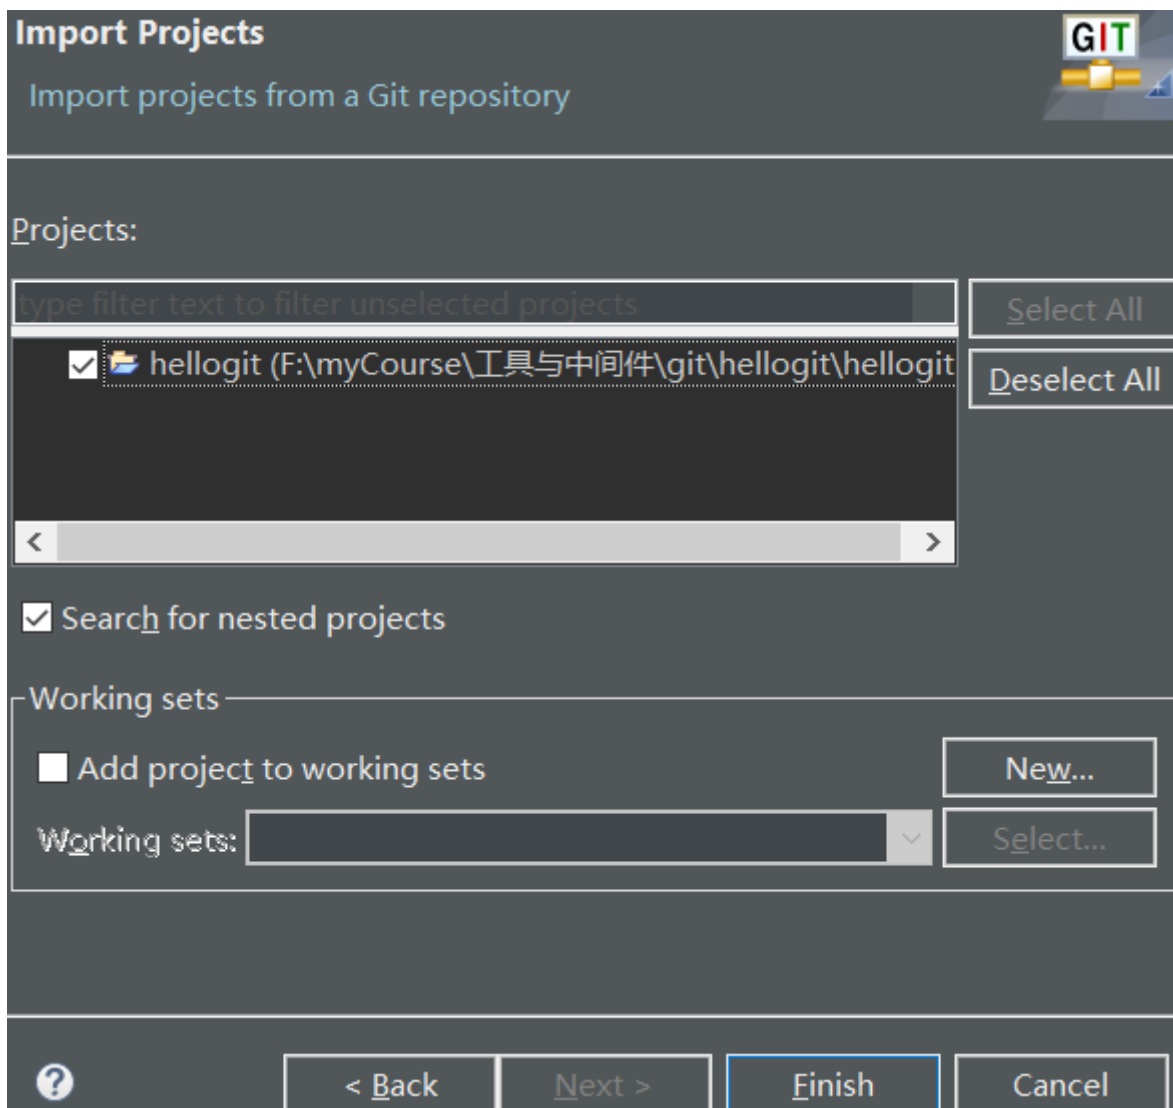 Import Projects
GIT
Import projects from a Git repository
Projects:
type filter text to filter unselected projects
Select All
hellogit (F:\myCourse\工具与中间件\git\hellogit\hellogit
Deselect All
Search for nested projects
Working sets
Add project to working sets
New...
Working sets:
Select...
?
< Back
Next >
Finish
Cancel